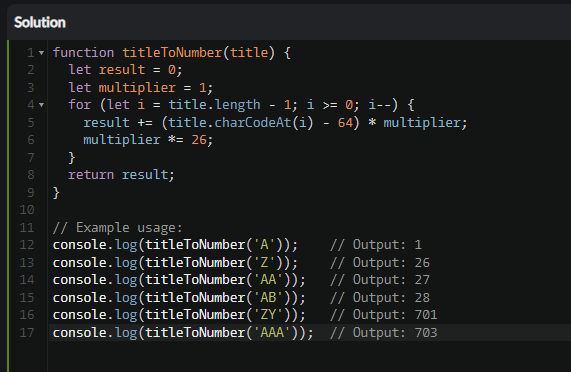 Solution
1 function titleToNumber(title) {
2   let result = 0;
3   let multiplier = 1;
4   for (let i = title.length - 1; i >= 0; i--) {
5     result += (title.charCodeAt(i) - 64) * multiplier;
6     multiplier *= 26;
7   }
8   return result;
9 }
10
11 // Example usage:
12 console.log(titleToNumber('A'));    // Output: 1
13 console.log(titleToNumber('Z'));    // Output: 26
14 console.log(titleToNumber('AA'));   // Output: 27
15 console.log(titleToNumber('AB'));   // Output: 28
16 console.log(titleToNumber('ZY'));   // Output: 701
17 console.log(titleToNumber('AAA'));  // Output: 703